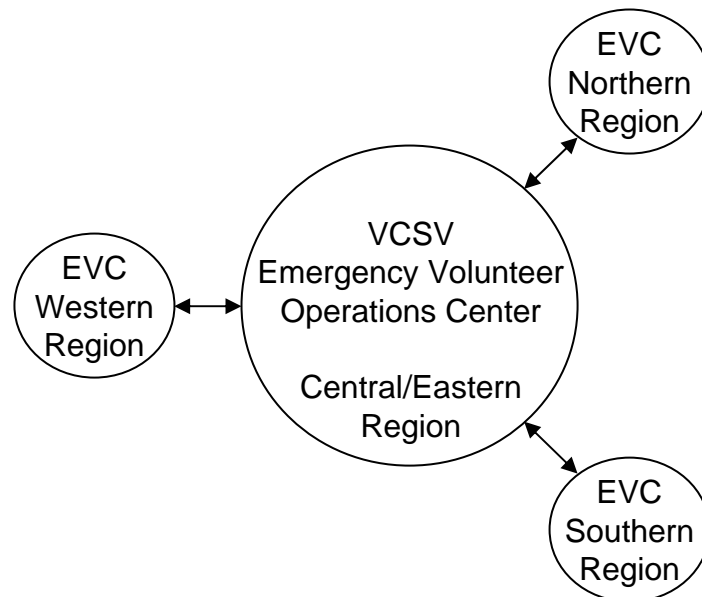 EVC
Northern
Region
VCSV
Emergency Volunteer
Operations Center
Central/Eastern
Region
EVC
Western
Region
EVC
Southern
Region